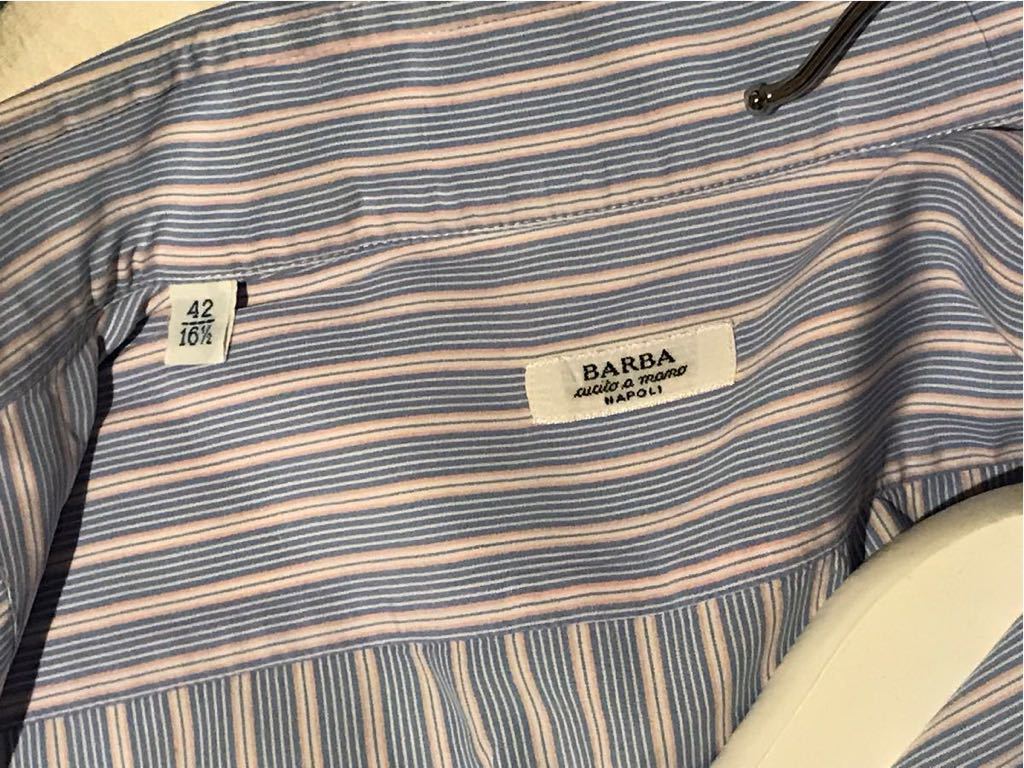 42
16½
BARBA
cucito a mano
NAPOLI